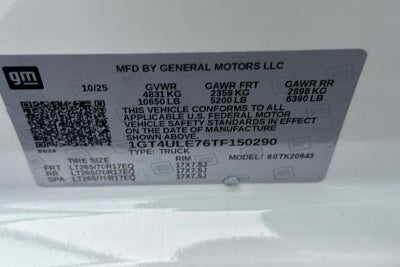 gm
MFD BY GENERAL MOTORS LLC
10/25 GVWR GAWR FRT GAWR RR
4831 KG 2359 KG 2898 KG
10650 LB 5200 LB 6390 LB
THIS VEHICLE CONFORMS TO ALL
APPLICABLE U.S. FEDERAL MOTOR
VEHICLE SAFETY STANDARDS IN
EFFECT ON THE DATE OF MANUFACTURE
SHOWN ABOVE.
1GT4ULE76TF150290
TYPE: TRUCK MODEL: 60TK20943
TIRE SIZE RIM
FRT LT265/70R17EQ 17X7.5J
RR LT265/70R17EQ 17X7.5J
SPA LT265/70R17EQ 17X7.5J